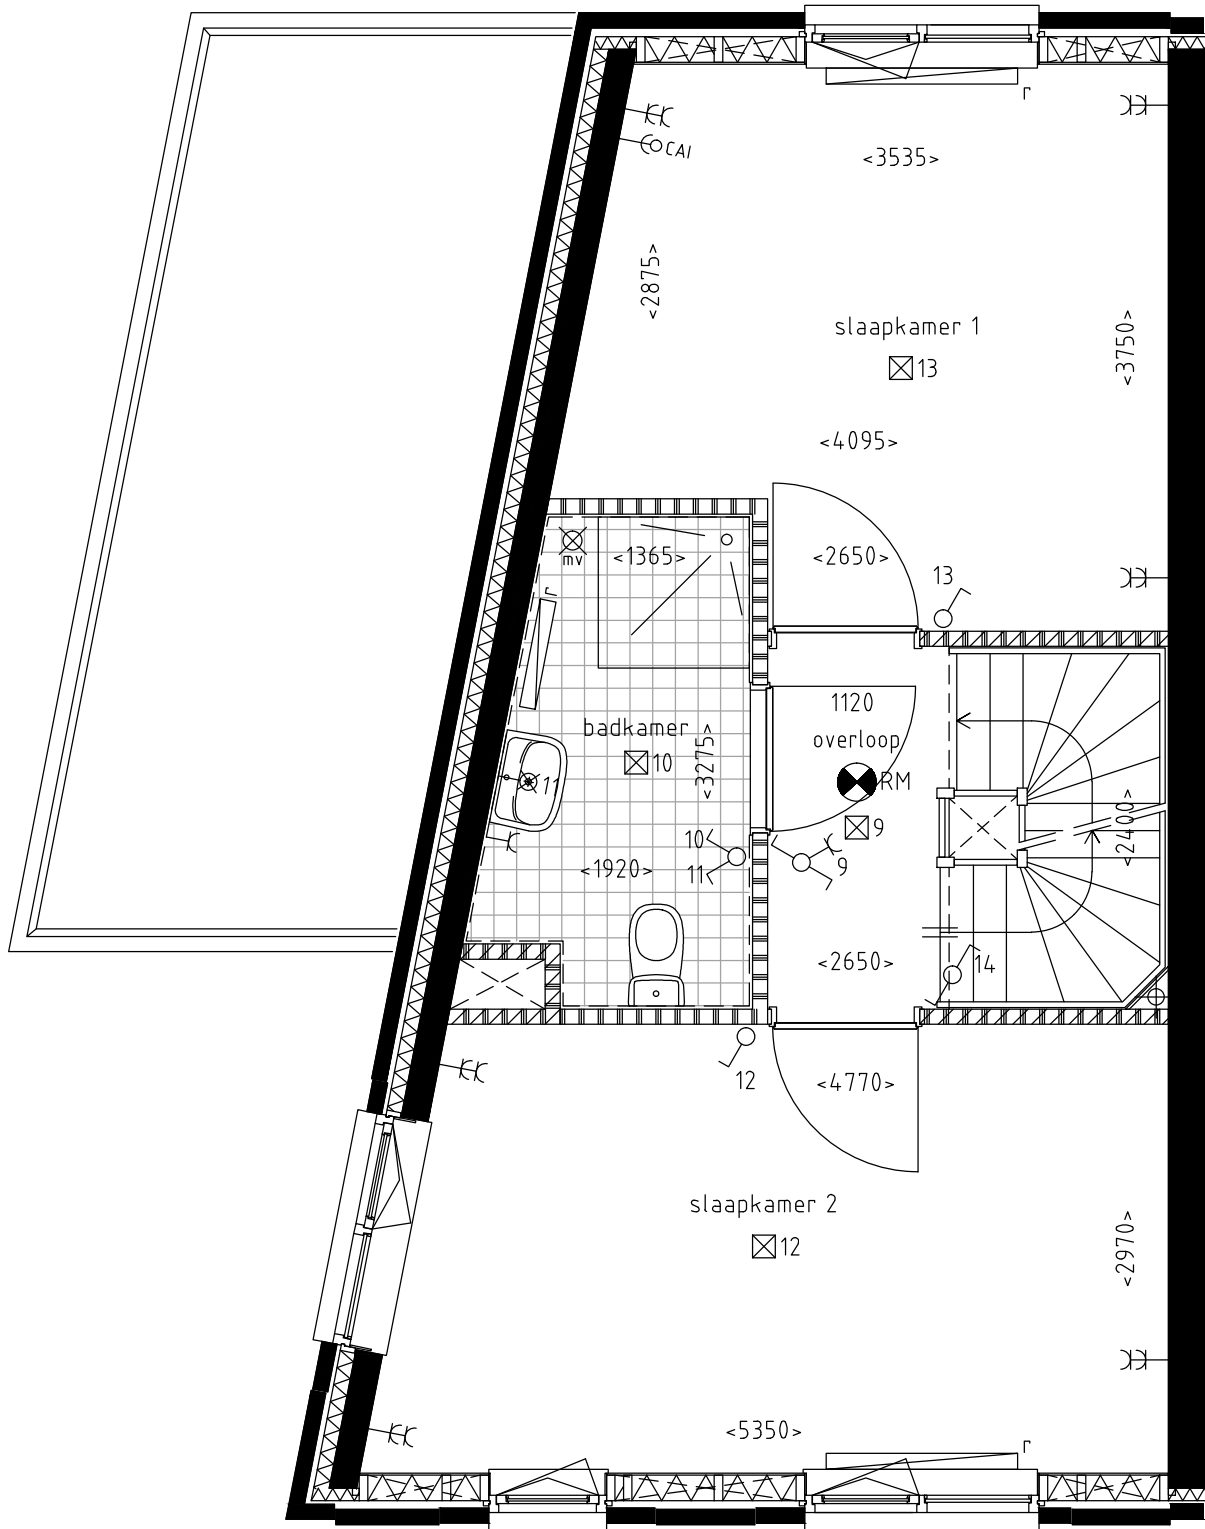 r
CAI
<3535>
<2875>
slaapkamer 1
13
<3750>
<4095>
<1365>
mv
<2650>
r
13
badkamer
10
<3275>
1120
overloop
RM
11
9
<2400>
10
11
9
<1920>
<2650>
14
12
<4770>
slaapkamer 2
12
<2970>
<5350>
r